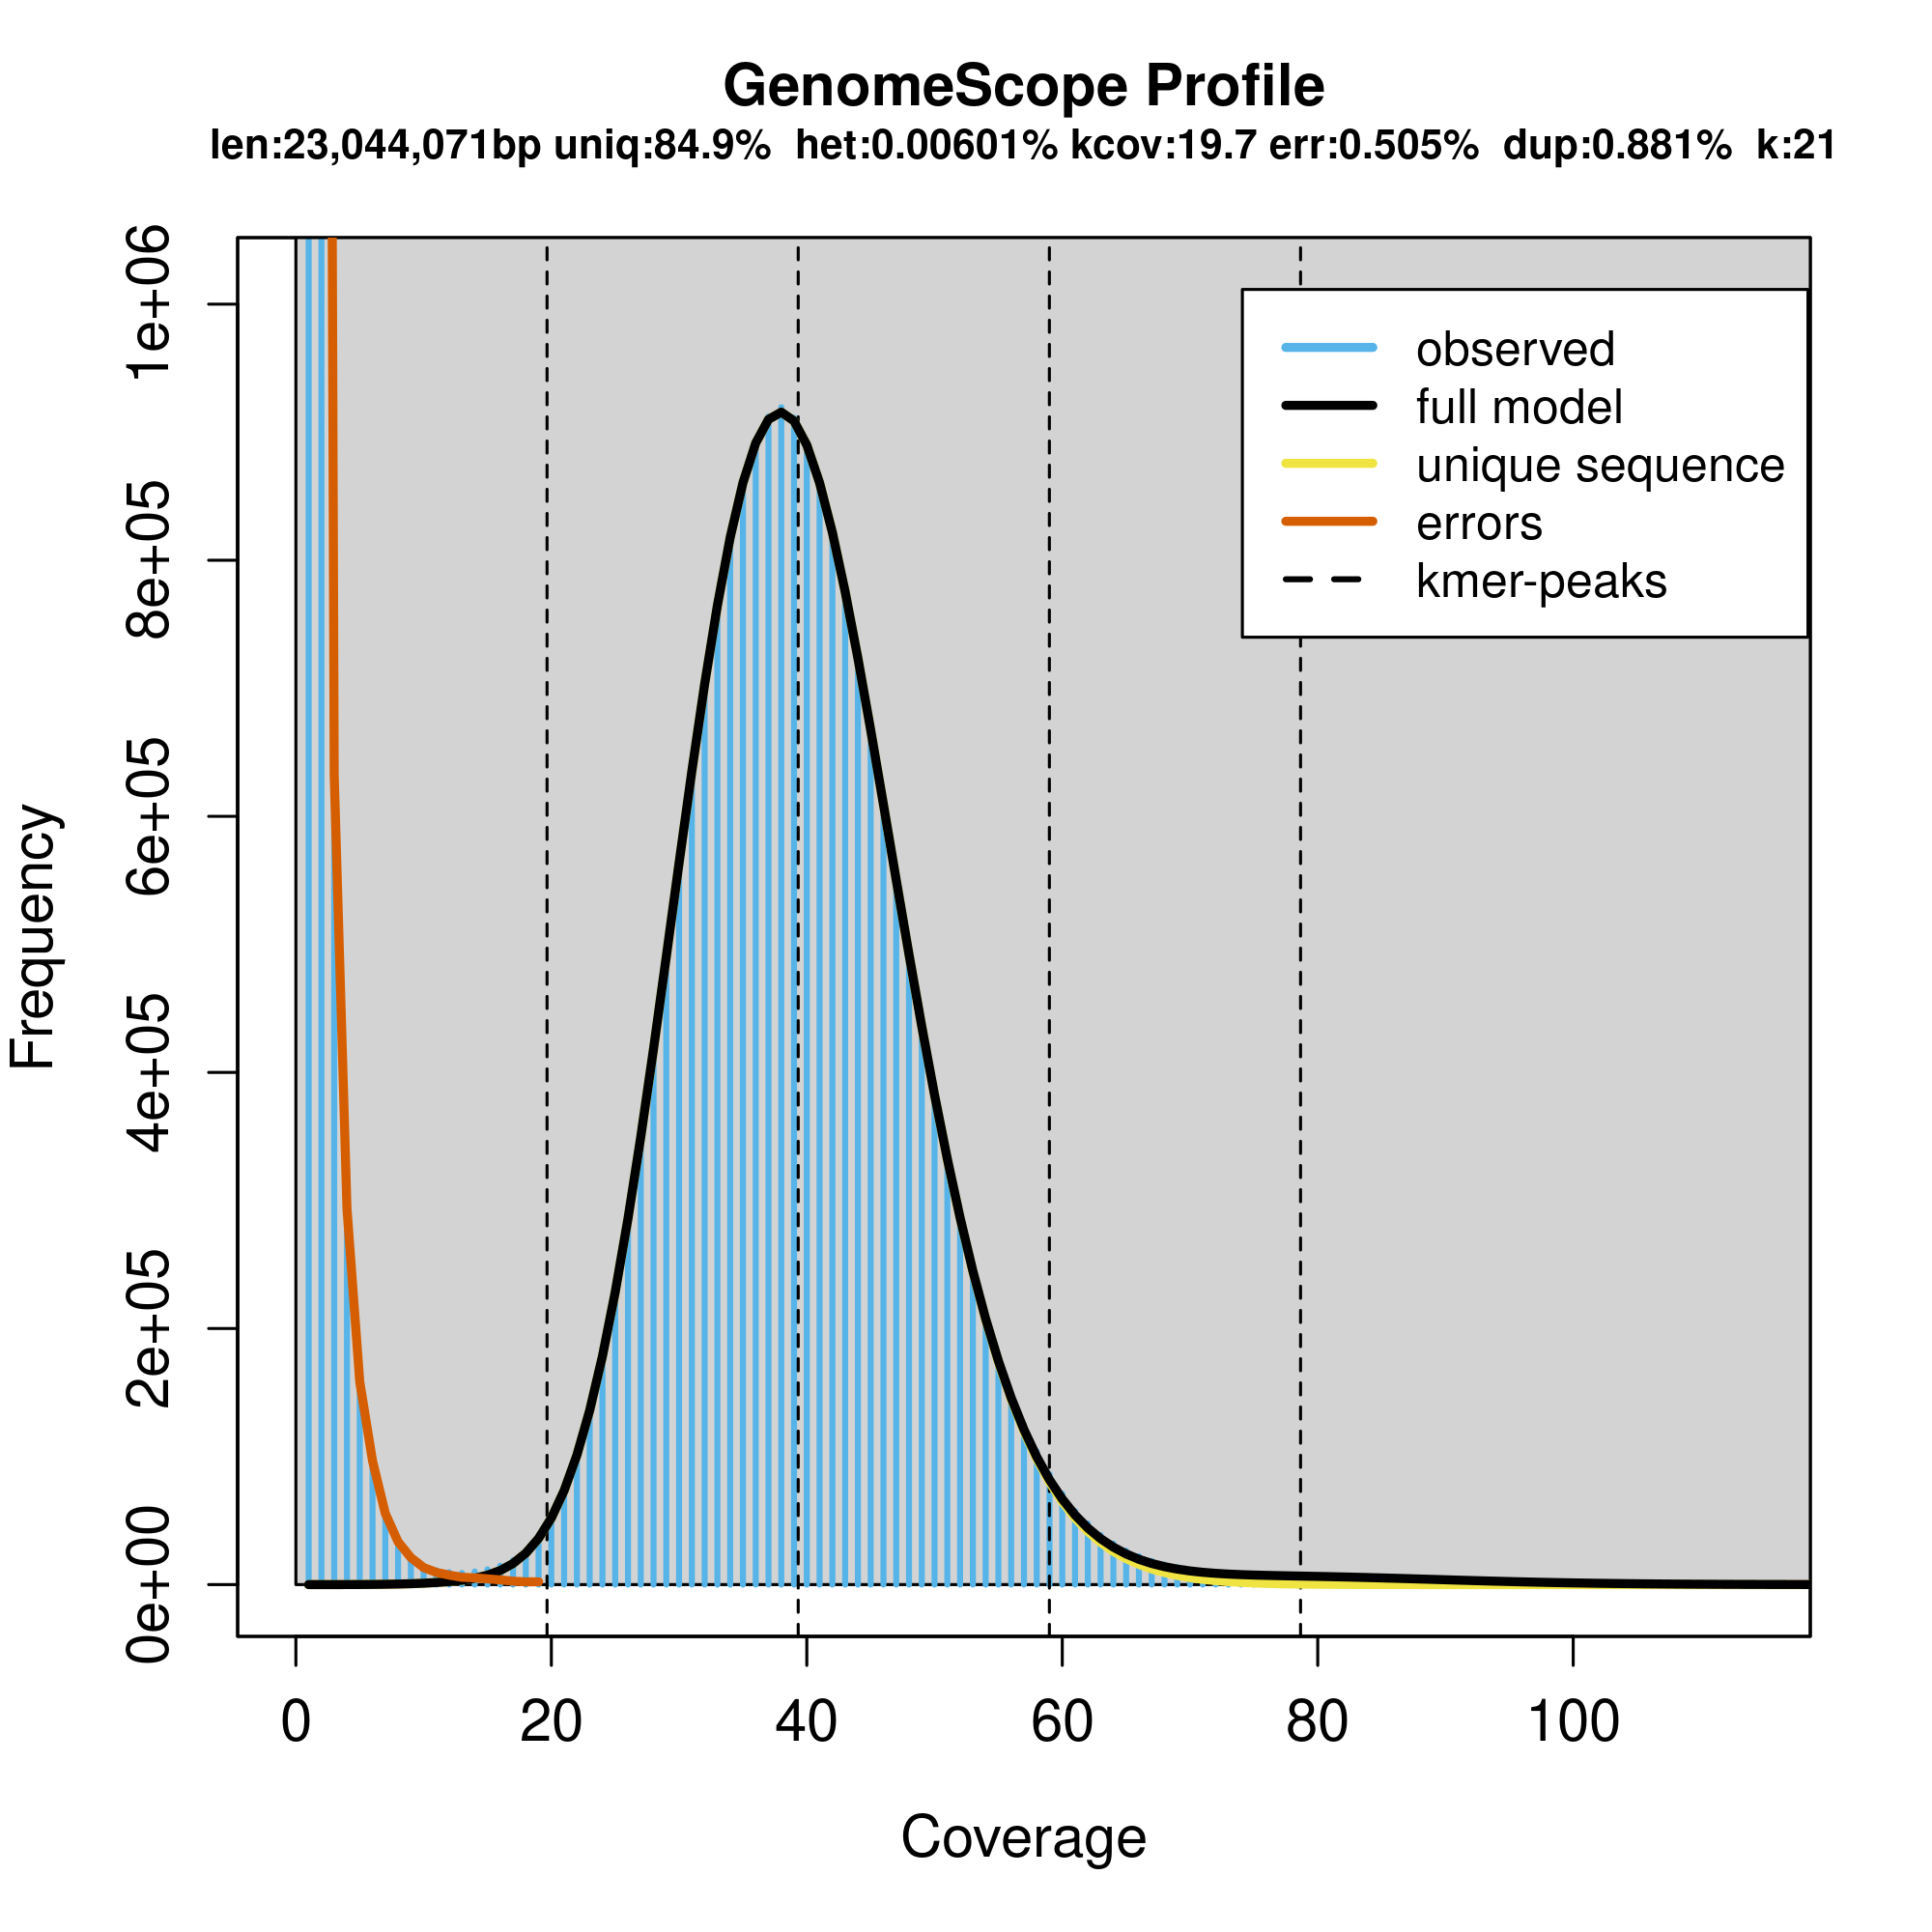 GenomeScope Profile
len:23,044,071bp uniq:84.9% het:0.00601% kcov:19.7 err:0.505% dup:0.881% k:21
1e+06
8e+05
6e+05
4e+05
2e+05
0e+00
Frequency
observed
full model
unique sequence
errors
kmer-peaks
0 20 40 60 80 100
Coverage